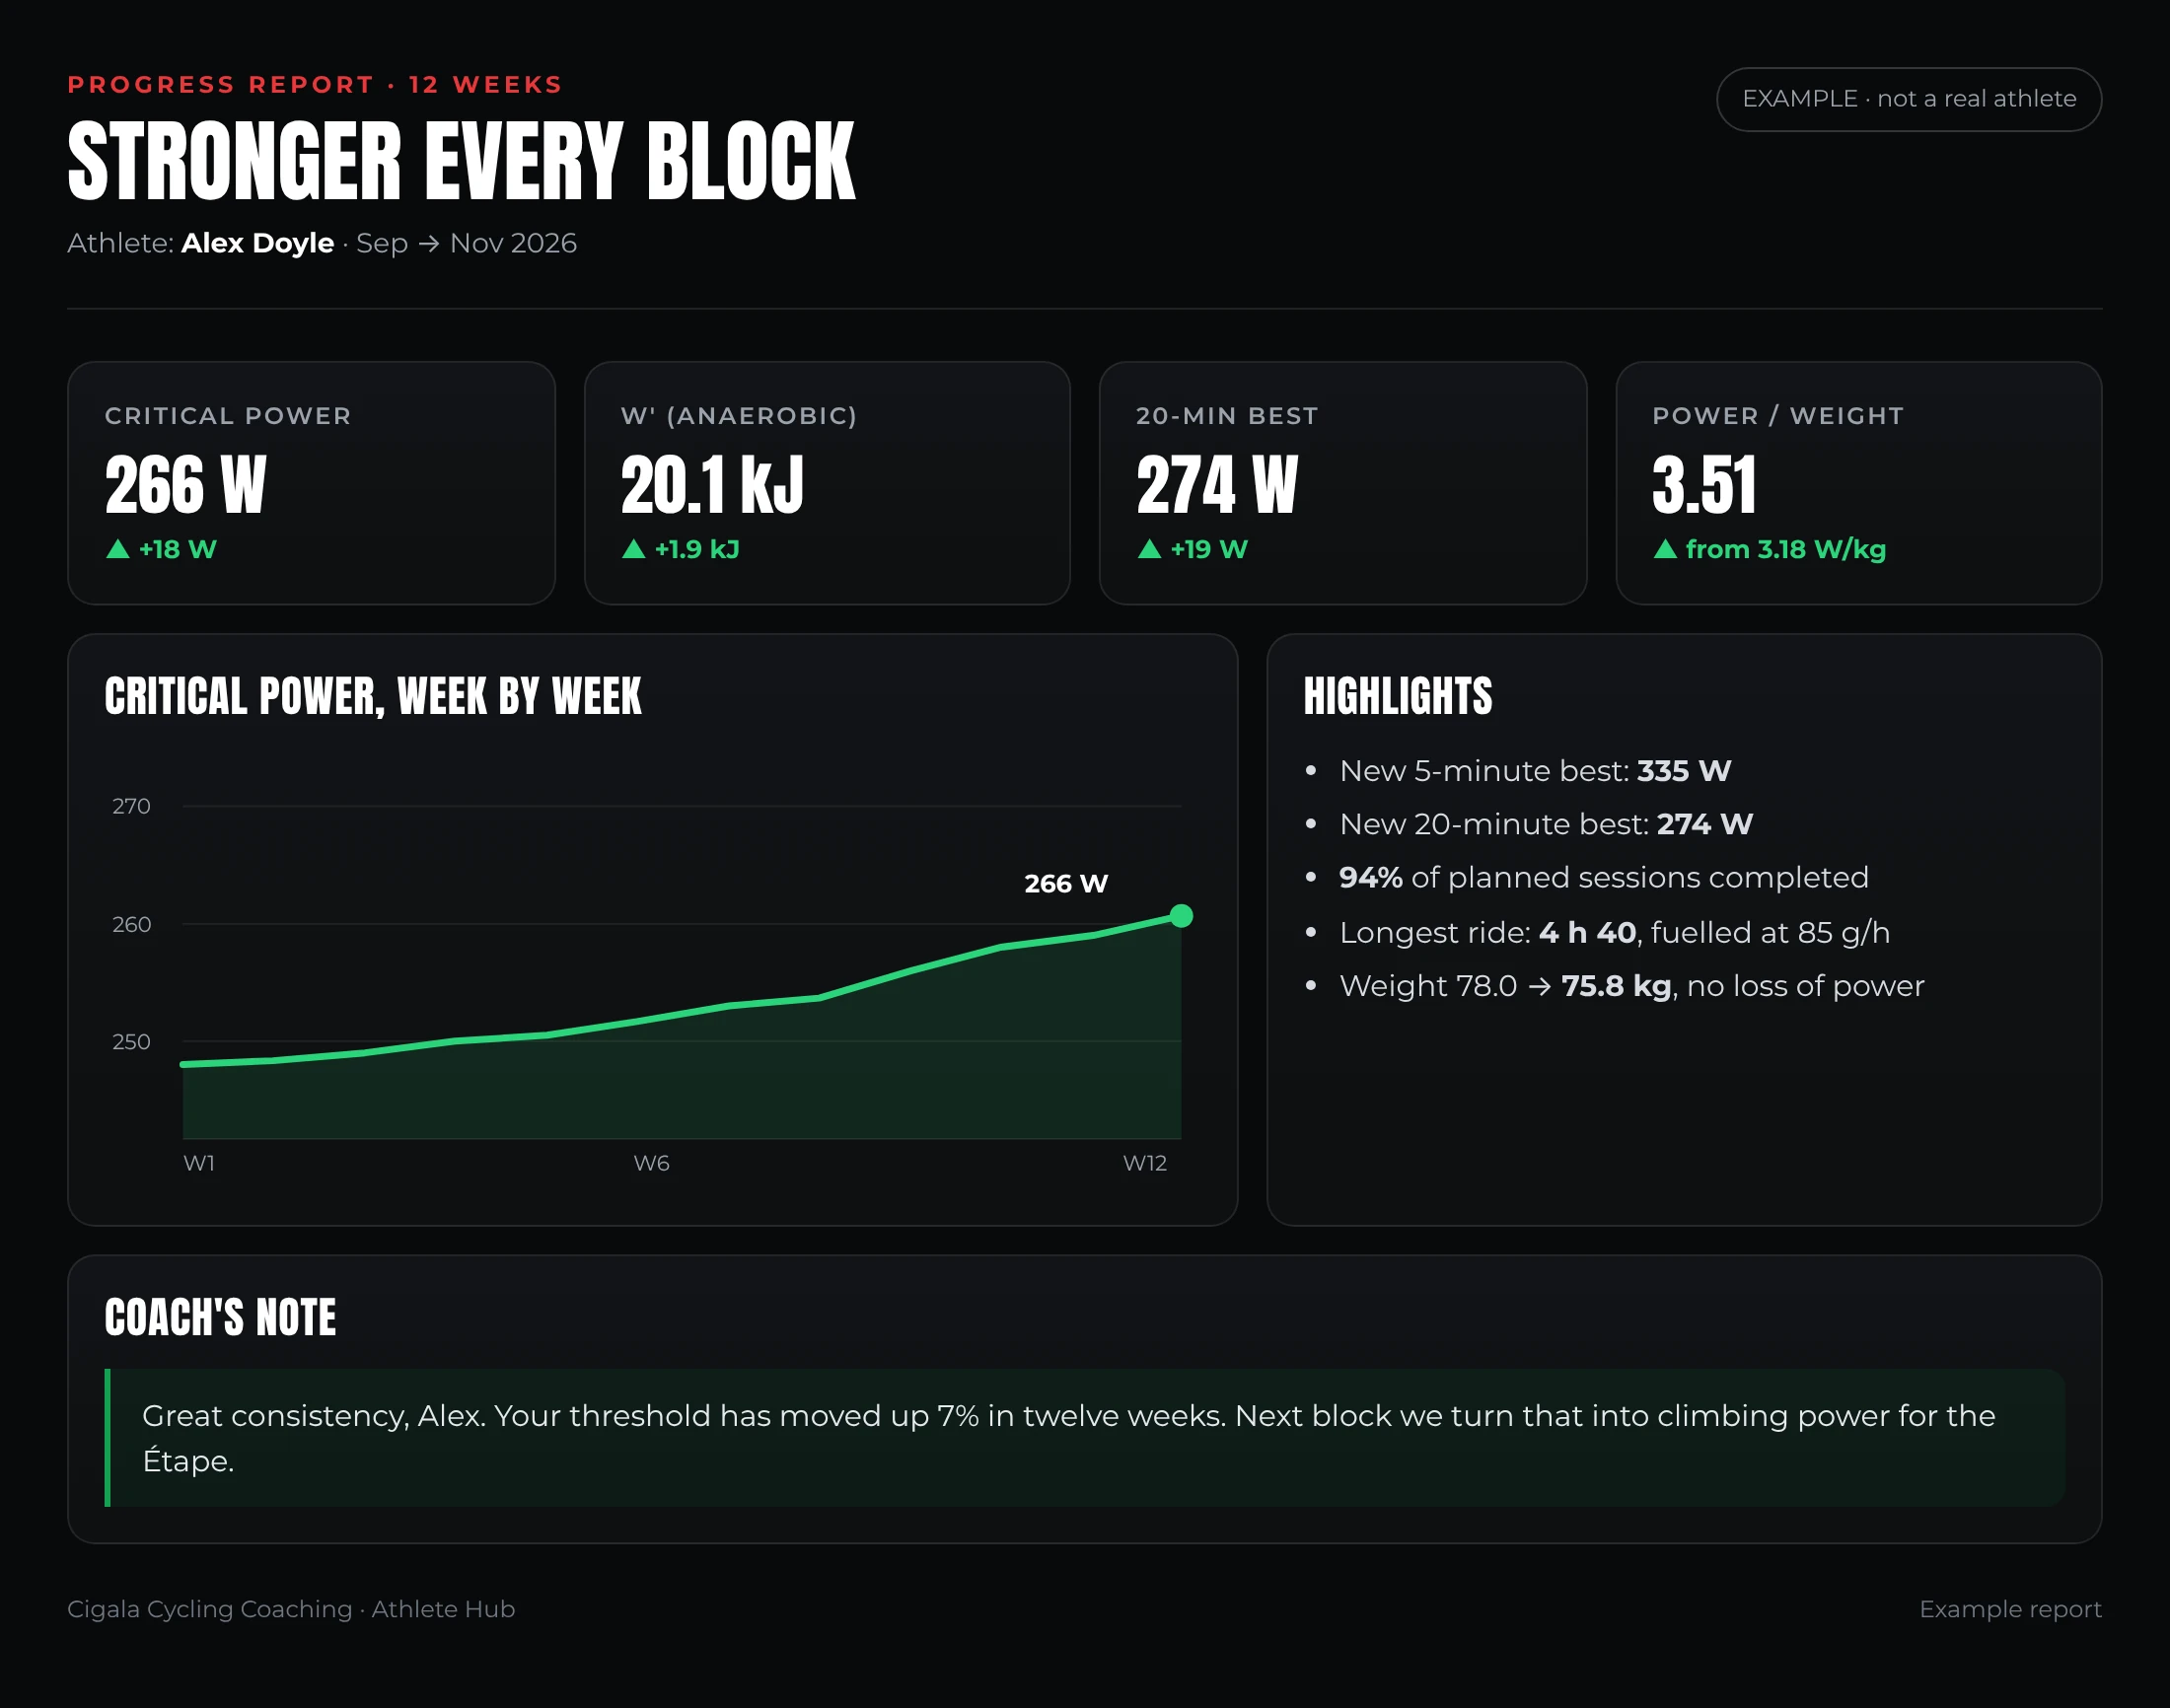 PROGRESS REPORT · 12 WEEKS
EXAMPLE · not a real athlete
STRONGER EVERY BLOCK
Athlete: Alex Doyle · Sep → Nov 2026
CRITICAL POWER
266 W
▲ +18 W
W' (ANAEROBIC)
20.1 kJ
▲ +1.9 kJ
20-MIN BEST
274 W
▲ +19 W
POWER / WEIGHT
3.51
▲ from 3.18 W/kg
CRITICAL POWER, WEEK BY WEEK
270
266 W
260
250
W1
W6
W12
HIGHLIGHTS
• New 5-minute best: 335 W
• New 20-minute best: 274 W
• 94% of planned sessions completed
• Longest ride: 4 h 40, fuelled at 85 g/h
• Weight 78.0 → 75.8 kg, no loss of power
COACH'S NOTE
Great consistency, Alex. Your threshold has moved up 7% in twelve weeks. Next block we turn that into climbing power for the
Étape.
Cigala Cycling Coaching · Athlete Hub
Example report